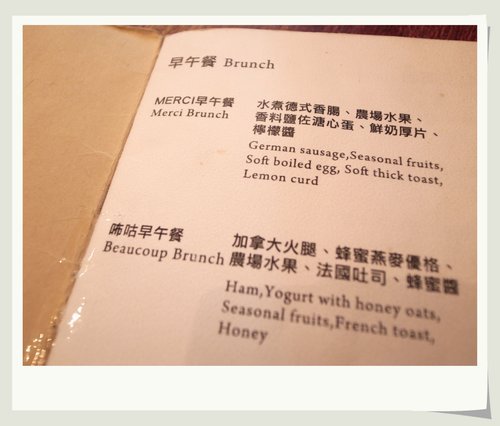 早午餐 Brunch
MERCI早午餐
Merci Brunch
水煮德式香腸、農場水果、
香料鹽佐溏心蛋、鮮奶厚片、
檸檬醬
German sausage,Seasonal fruits,
Soft boiled egg, Soft thick toast,
Lemon curd
咘咕早午餐
Beaucoup Brunch
加拿大火腿、蜂蜜燕麥優格、
農場水果、法國吐司、蜂蜜醬
Ham,Yogurt with honey oats,
Seasonal fruits,French toast,
Honey